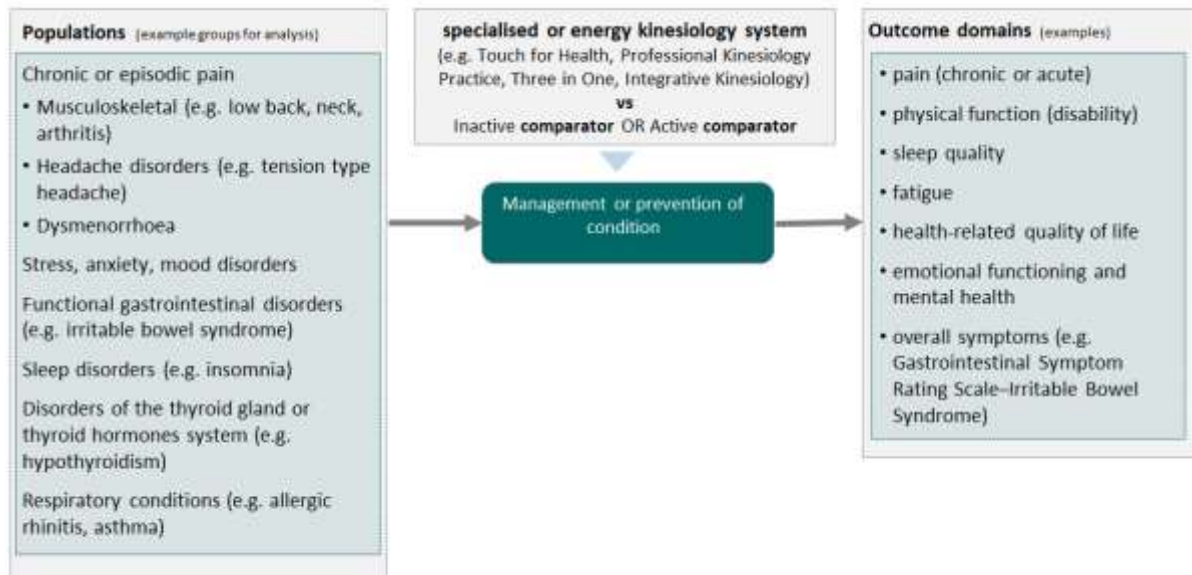 Populations (example groups for analysis)
Chronic or episodic pain
• Musculoskeletal (e.g. low back, neck,
arthritis)
• Headache disorders (e.g. tension type
headache)
• Dysmenorrhoea
Stress, anxiety, mood disorders
Functional gastrointestinal disorders
(e.g. irritable bowel syndrome)
Sleep disorders (e.g. insomnia)
Disorders of the thyroid gland or
thyroid hormones system (e.g.
hypothyroidism)
Respiratory conditions (e.g. allergic
rhinitis, asthma)
specialised or energy kinesiology system
(e.g. Touch for Health, Professional Kinesiology
Practice, Three in One, Integrative Kinesiology)
vs
Inactive comparator OR Active comparator
Management or prevention of
condition
Outcome domains (examples)
• pain (chronic or acute)
• physical function (disability)
• sleep quality
• fatigue
• health-related quality of life
• emotional functioning and
mental health
• overall symptoms (e.g.
Gastrointestinal Symptom
Rating Scale–Irritable Bowel
Syndrome)